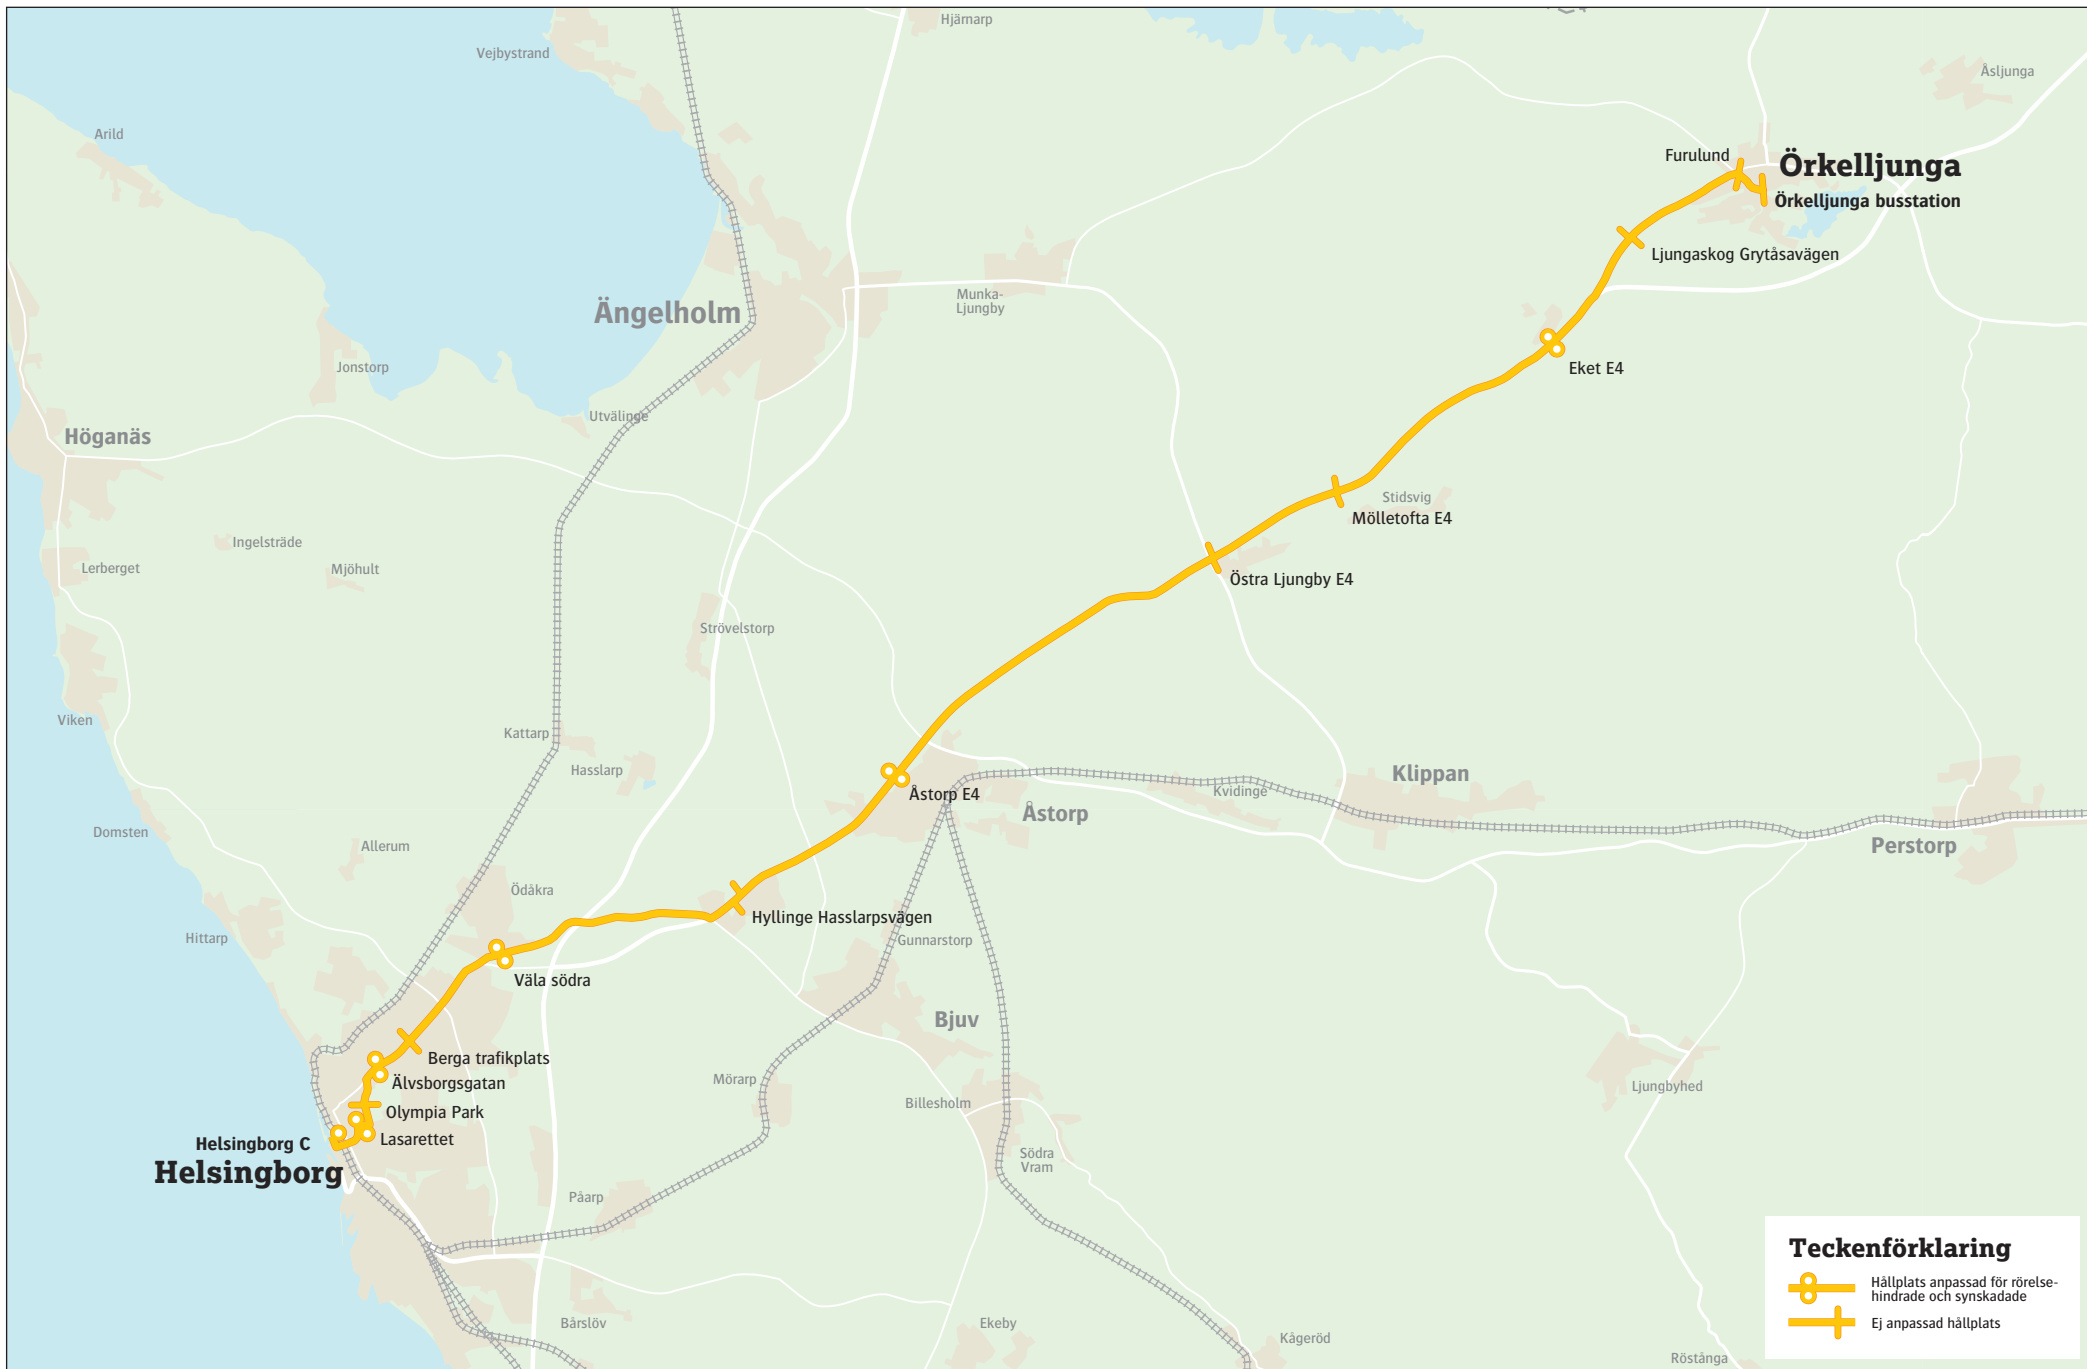 Hjärnarp
Vejbystrand
Åsljunga
Arild
Furulund
Örkelljunga
Örkelljunga busstation
Ljungaskog Grytåsavägen
Munka-
Ljungby
Ängelholm
Jonstorp
Eket E4
Utvälinge
Höganäs
Stidsvig
Mölletofta E4
Ingelsträde
Lerberget
Mjöhult
Östra Ljungby E4
Strövelstorp
Viken
Kattarp
Hasslarp
Klippan
Kvidinge
Åstorp E4
Åstorp
Domsten
Allerum
Perstorp
Ödåkra
Hyllinge Hasslarpsvägen
Hittarp
Gunnarstorp
Väla södra
Bjuv
Berga trafikplats
Älvsborgsgatan
Mörarp
Ljungbyhed
Billesholm
Olympia Park
Lasarettet
Helsingborg C
Helsingborg
Södra
Vram
Påarp
Teckenförklaring
Hållplats anpassad för rörelse-
hindrade och synskadade
Ej anpassad hållplats
Bårslöv
Ekeby
Kågeröd
Röstånga